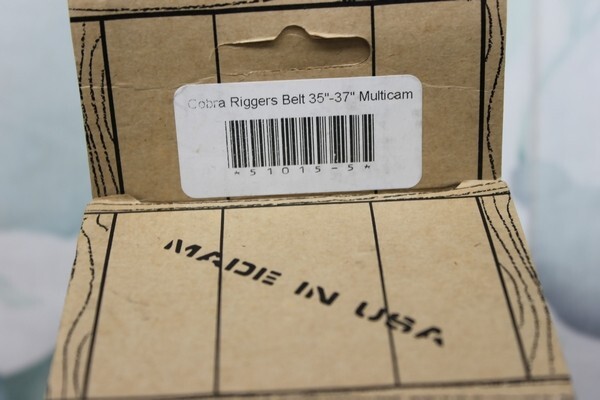 Cobra Riggers Belt 35"-37" Multicam
*51015-5*
MADE IN USA